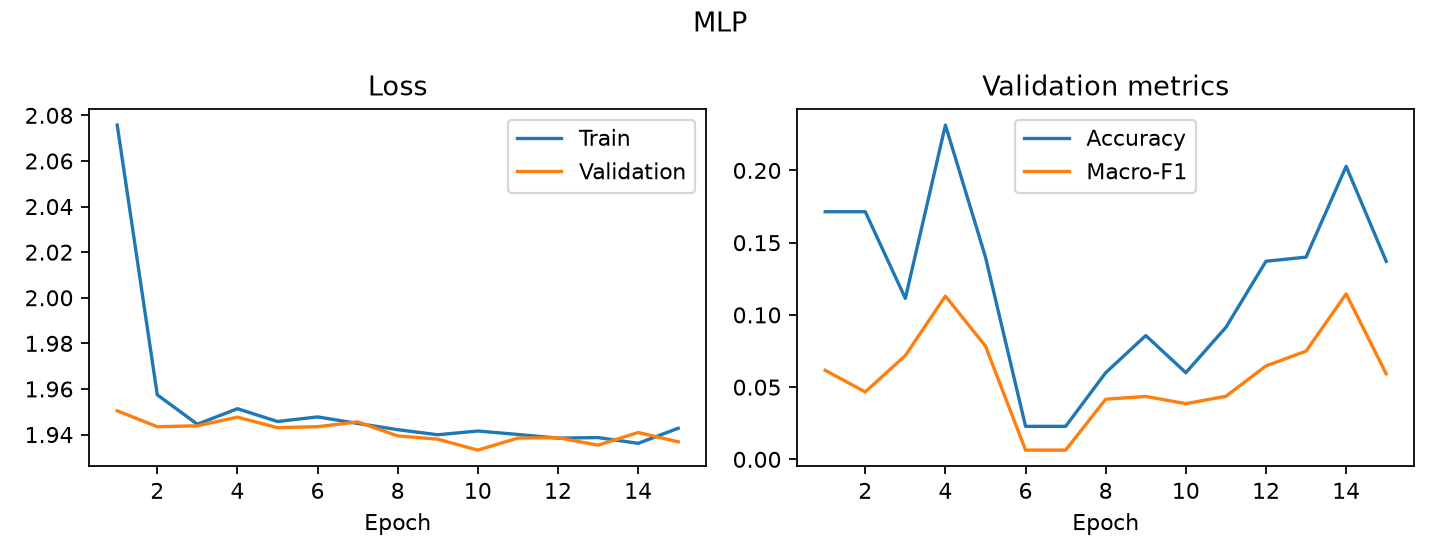 MLP
Loss
2.08
2.06
2.04
2.02
2.00
1.98
1.96
1.94
Train
Validation
2 4 6 8 10 12 14
Epoch
Validation metrics
0.20
0.15
0.10
0.05
0.00
Accuracy
Macro-F1
2 4 6 8 10 12 14
Epoch